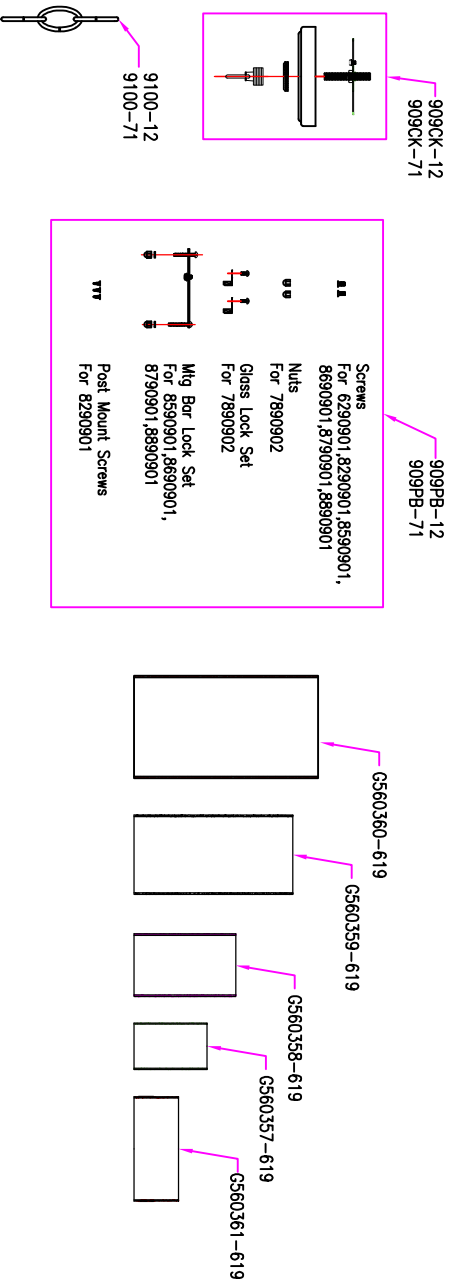 909CK-12
909CK-71
9100-12
9100-71
909PB-12
909PB-71
Screws
For 6290901,8290901,8590901,
8690901,8790901,8890901
Nuts
For 7890902
Glass Lock Set
For 7890902
Mtg Bar Lock Set
For 8590901,8690901,
8790901,8890901
Post Mount Screws
For 8290901
G560360-619
G560359-619
G560358-619
G560357-619
G560361-619